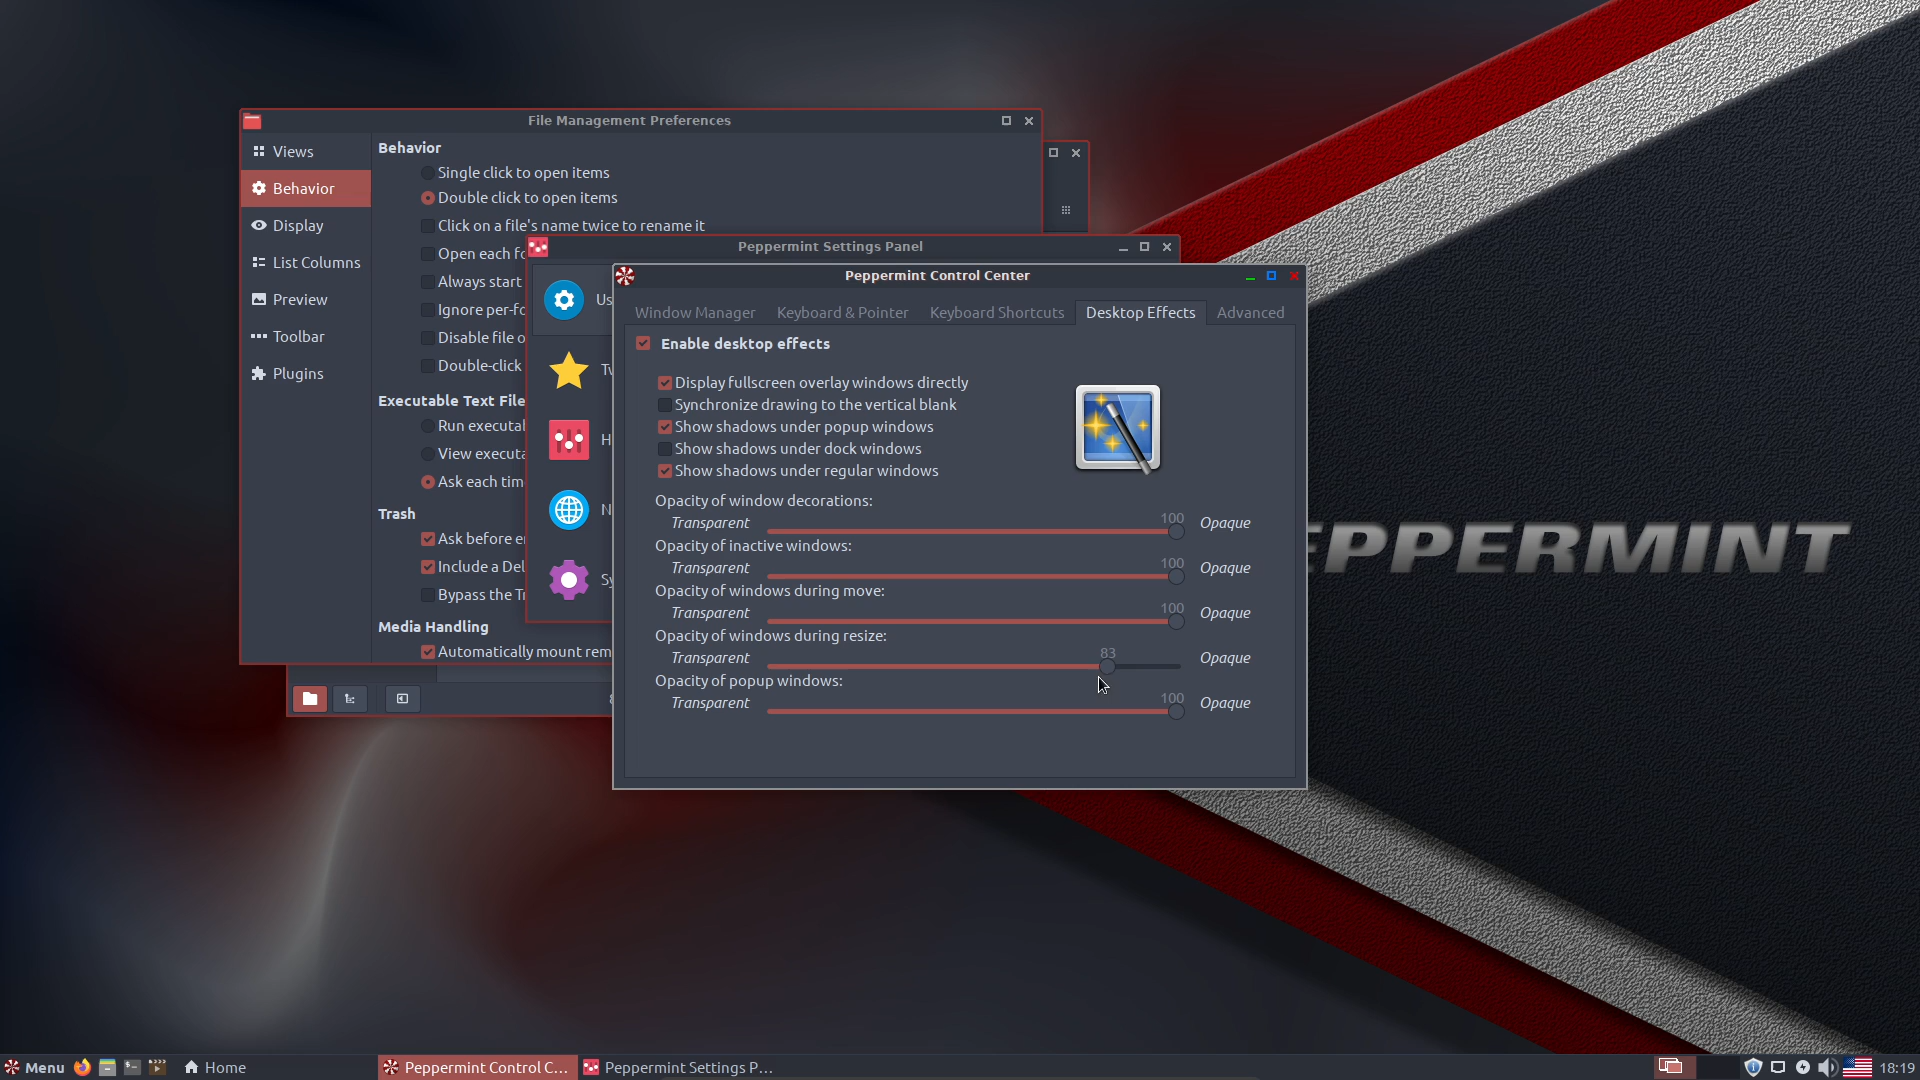 File Management Preferences
Views
Behavior
Display
List Columns
Preview
Toolbar
Plugins
Behavior
Single click to open items
Double click to open items
Click on a file's name twice to rename it
Open each fo
Always start
Ignore per-fo
Disable file o
Double-click
Executable Text File
Run executa
View executa
Ask each tim
Trash
Ask before e
Include a Del
Bypass the T
Media Handling
Automatically mount rem
Peppermint Settings Panel
Us
Tw
H
N
Sy
Peppermint Control Center
Window Manager
Keyboard & Pointer
Keyboard Shortcuts
Desktop Effects
Advanced
Enable desktop effects
Display fullscreen overlay windows directly
Synchronize drawing to the vertical blank
Show shadows under popup windows
Show shadows under dock windows
Show shadows under regular windows
Opacity of window decorations:
Transparent 100 Opaque
Opacity of inactive windows:
Transparent 100 Opaque
Opacity of windows during move:
Transparent 100 Opaque
Opacity of windows during resize:
Transparent 83 Opaque
Opacity of popup windows:
Transparent 100 Opaque
EPPERMINT
Menu
Home
Peppermint Control C...
Peppermint Settings P...
18:19